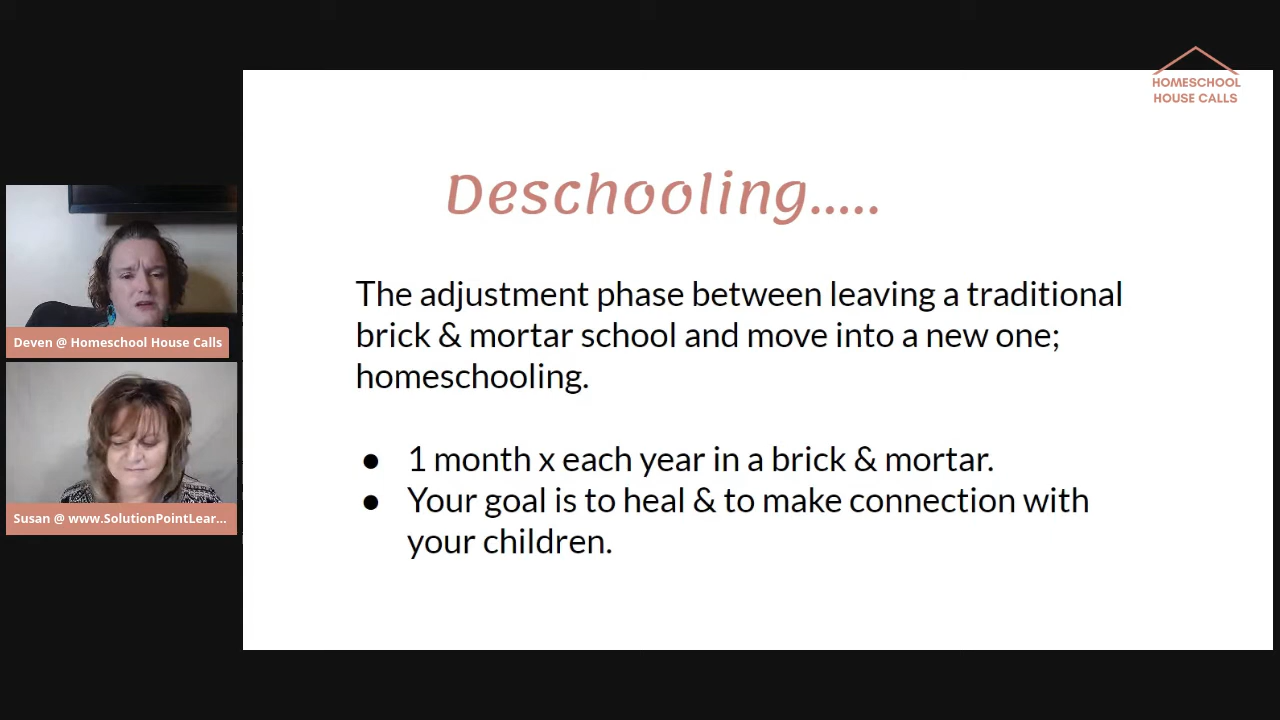 HOMESCHOOL
HOUSE CALLS
Deschooling.....
The adjustment phase between leaving a traditional
brick & mortar school and move into a new one;
homeschooling.
● 1 month x each year in a brick & mortar.
● Your goal is to heal & to make connection with
your children.
Deven @ Homeschool House Calls
Susan @ www.SolutionPointLear...